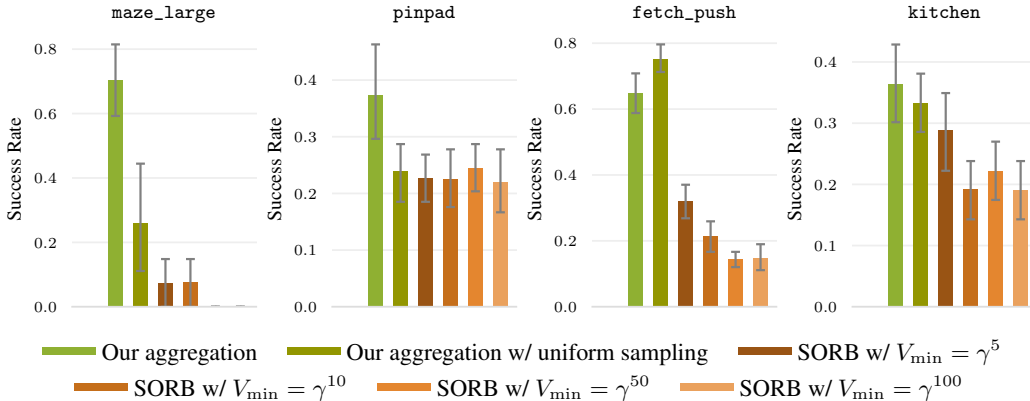 maze_large pinpad fetch_push kitchen
Success Rate
0.8
0.6
0.4
0.2
0.0
Success Rate
0.4
0.3
0.2
0.1
0.0
Success Rate
0.8
0.6
0.4
0.2
0.0
Success Rate
0.4
0.3
0.2
0.1
0.0
Our aggregation Our aggregation w/ uniform sampling SORB w/ V_min = γ^5
SORB w/ V_min = γ^10 SORB w/ V_min = γ^50 SORB w/ V_min = γ^100